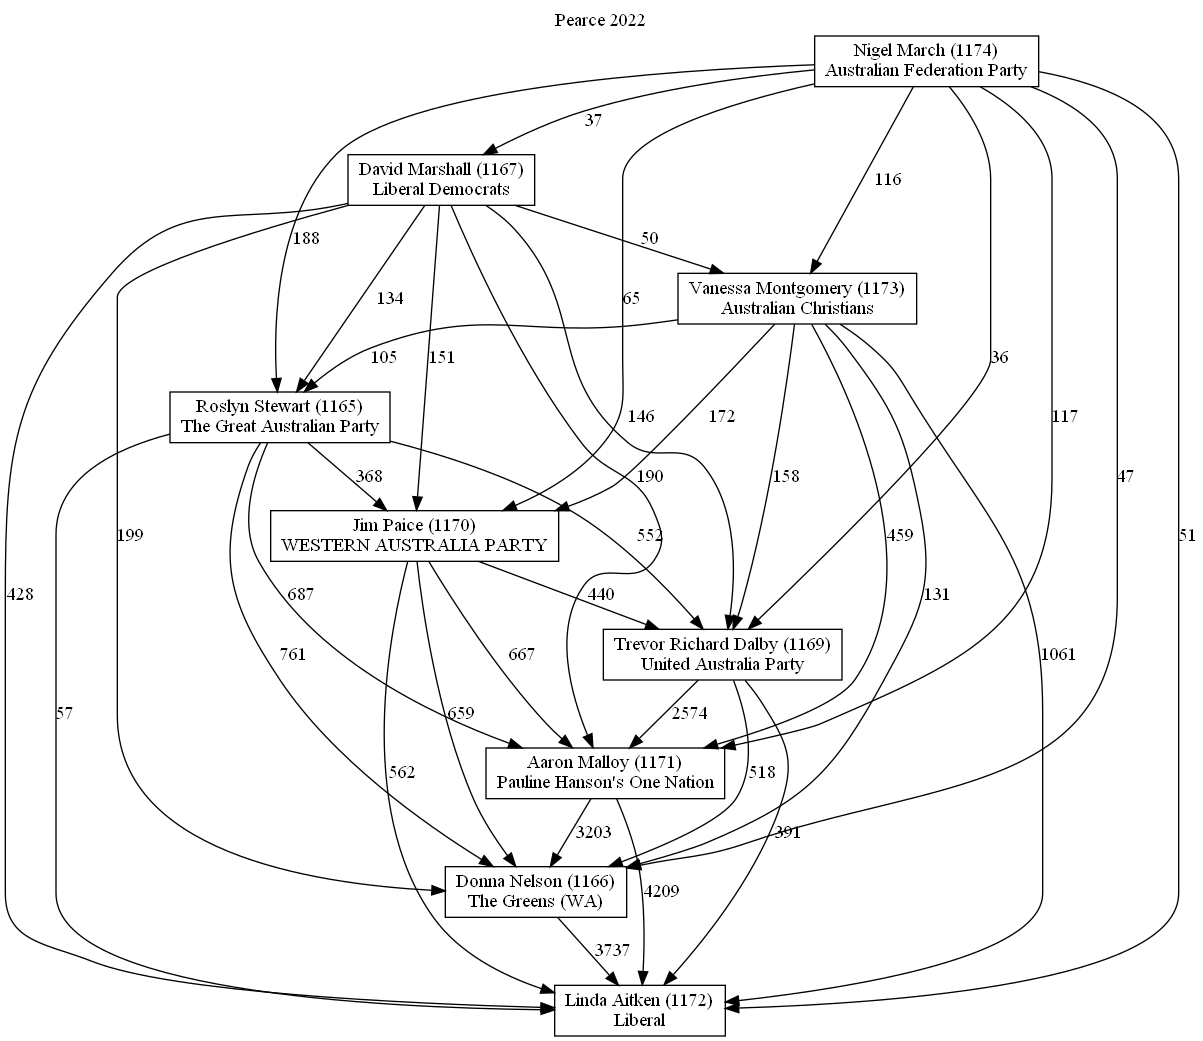 Pearce 2022
Nigel March (1174)
Australian Federation Party
37
David Marshall (1167)
Liberal Democrats
116
188
50
Vanessa Montgomery (1173)
Australian Christians
134
65
105
151
36
Roslyn Stewart (1165)
The Great Australian Party
146
172
117
368
190
158
47
Jim Paice (1170)
WESTERN AUSTRALIA PARTY
199
552
459
51
428
687
440
131
Trevor Richard Dalby (1169)
United Australia Party
761
667
1061
57
659
2574
Aaron Malloy (1171)
Pauline Hanson's One Nation
562
518
3203
391
Donna Nelson (1166)
The Greens (WA)
4209
3737
Linda Aitken (1172)
Liberal